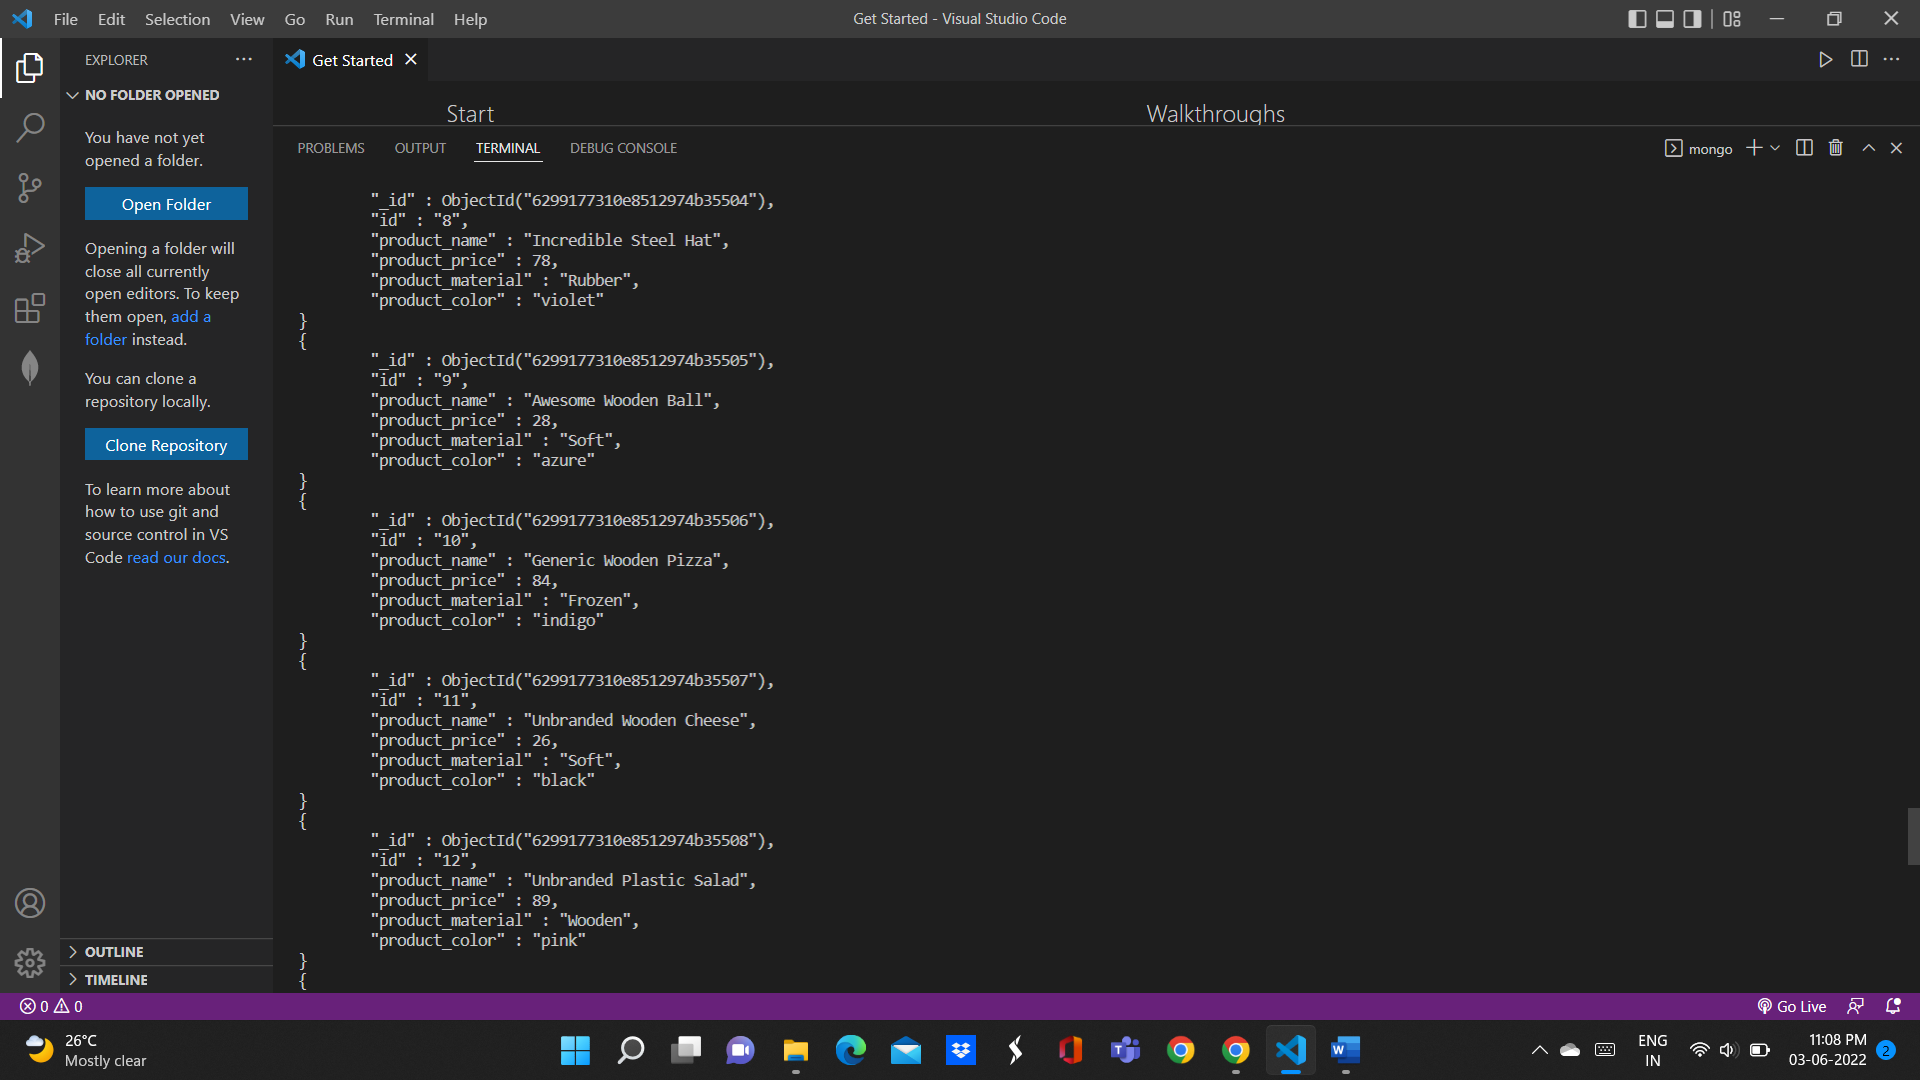 File Edit Selection View Go Run Terminal Help
Get Started - Visual Studio Code
EXPLORER
Get Started
NO FOLDER OPENED
You have not yet
opened a folder.
Open Folder
Opening a folder will
close all currently
open editors. To keep
them open, add a
folder instead.
You can clone a
repository locally.
Clone Repository
To learn more about
how to use git and
source control in VS
Code read our docs.
OUTLINE
TIMELINE
Start
Walkthroughs
PROBLEMS OUTPUT TERMINAL DEBUG CONSOLE
mongo
"_id" : ObjectId("6299177310e8512974b35504"),
"id" : "8",
"product_name" : "Incredible Steel Hat",
"product_price" : 78,
"product_material" : "Rubber",
"product_color" : "violet"
}
{
"_id" : ObjectId("6299177310e8512974b35505"),
"id" : "9",
"product_name" : "Awesome Wooden Ball",
"product_price" : 28,
"product_material" : "Soft",
"product_color" : "azure"
}
{
"_id" : ObjectId("6299177310e8512974b35506"),
"id" : "10",
"product_name" : "Generic Wooden Pizza",
"product_price" : 84,
"product_material" : "Frozen",
"product_color" : "indigo"
}
{
"_id" : ObjectId("6299177310e8512974b35507"),
"id" : "11",
"product_name" : "Unbranded Wooden Cheese",
"product_price" : 26,
"product_material" : "Soft",
"product_color" : "black"
}
{
"_id" : ObjectId("6299177310e8512974b35508"),
"id" : "12",
"product_name" : "Unbranded Plastic Salad",
"product_price" : 89,
"product_material" : "Wooden",
"product_color" : "pink"
}
{
0 0
Go Live
26°C
Mostly clear
ENG
IN
11:08 PM
03-06-2022
2